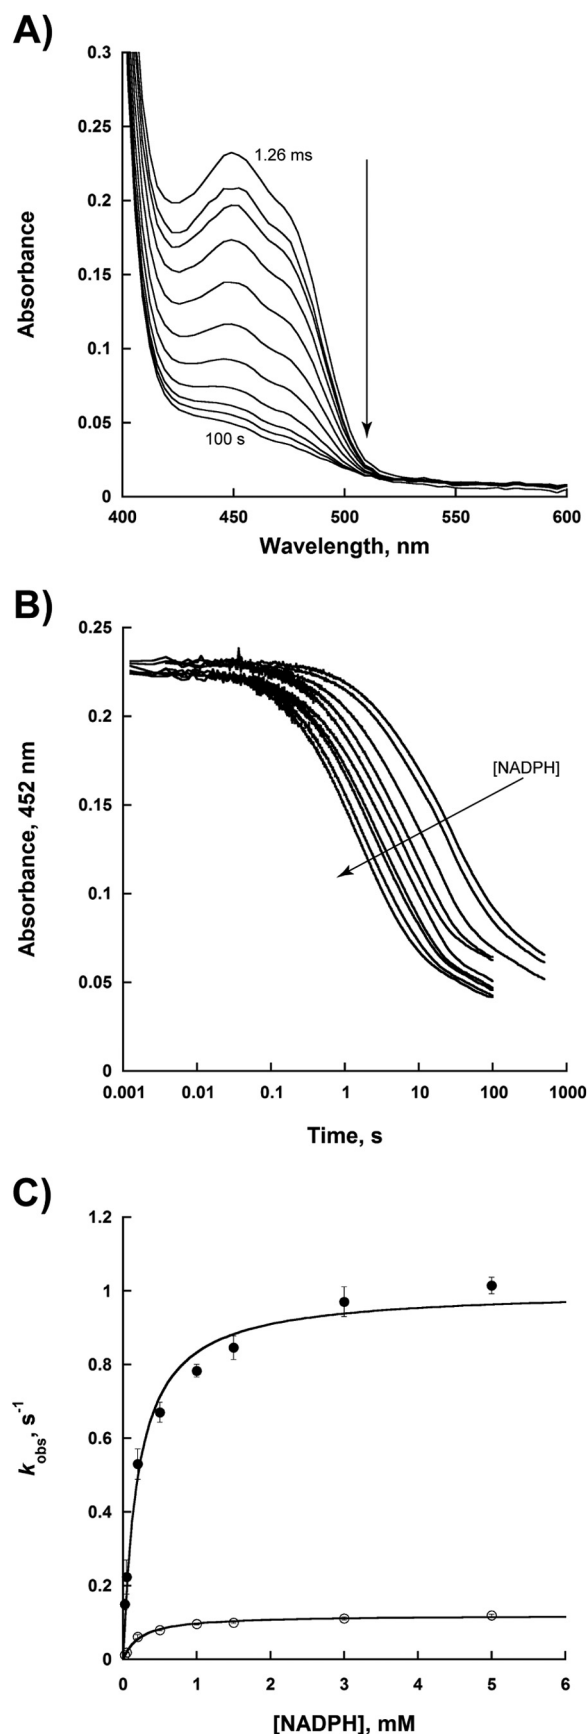 A)
0.3
0.25
0.2
0.15
0.1
0.05
0
Absorbance
1.26 ms
100 s
400 450 500 550 600
Wavelength, nm
B)
0.25
0.2
0.15
0.1
0.05
0
Absorbance, 452 nm
[NADPH]
0.001 0.01 0.1 1 10 100 1000
Time, s
C)
1.2
1
0.8
0.6
0.4
0.2
0
k_obs, s⁻¹
0 1 2 3 4 5 6
[NADPH], mM